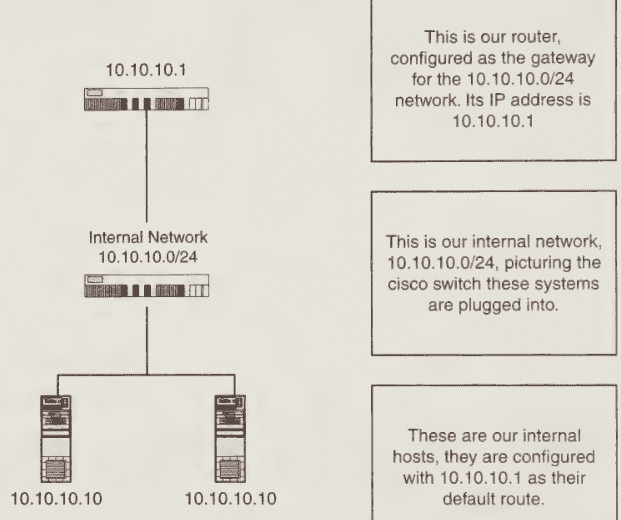 10.10.10.1
This is our router,
configured as the gateway
for the 10.10.10.0/24
network. Its IP address is
10.10.10.1
Internal Network
10.10.10.0/24
This is our internal network,
10.10.10.0/24, picturing the
cisco switch these systems
are plugged into.
10.10.10.10
10.10.10.10
These are our internal
hosts, they are configured
with 10.10.10.1 as their
default route.